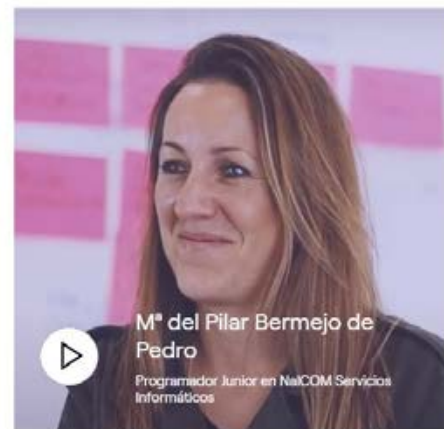 Mª del Pilar Bermejo de
Pedro
Programador Junior en NalCOM Servicios
Informáticos